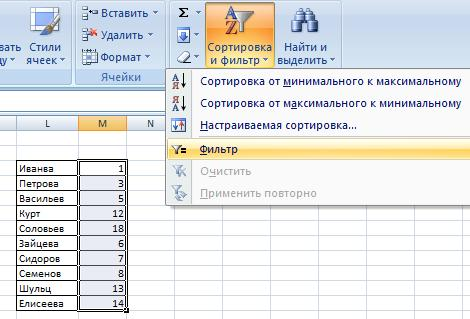 Вставить
Удалить
Формат
Ячейки
вать
Стили
ячеек
Σ
Сортировка
и фильтр
Найти и
выделить
Сортировка от минимального к максимальному
Сортировка от максимального к минимальному
Настраиваемая сортировка...
Фильтр
Очистить
Применить повторно
L M N
Иванва 1
Петрова 3
Васильев 5
Курт 12
Соловьев 18
Зайцева 6
Сидоров 7
Семенов 8
Шульц 13
Елисеева 14